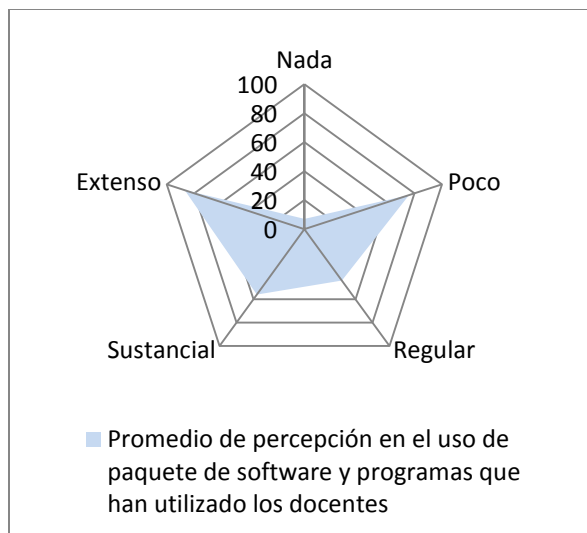 Nada
100
80
60
40
20
0
Extenso
Poco
Sustancial
Regular
Promedio de percepción en el uso de
paquete de software y programas que
han utilizado los docentes